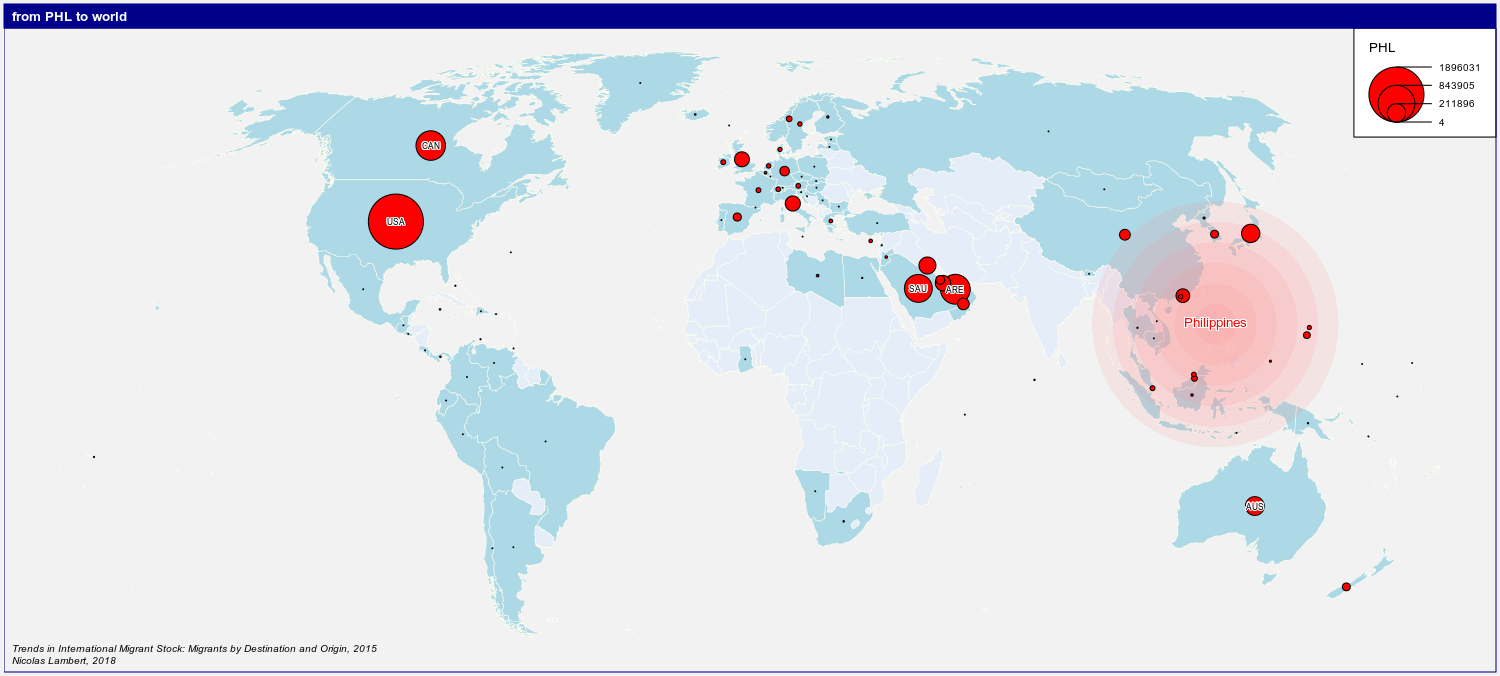 from PHL to world
PHL
1896031
843905
211896
4
CAN
USA
SAU
ARE
Philippines
AUS
Trends in International Migrant Stock: Migrants by Destination and Origin, 2015
Nicolas Lambert, 2018